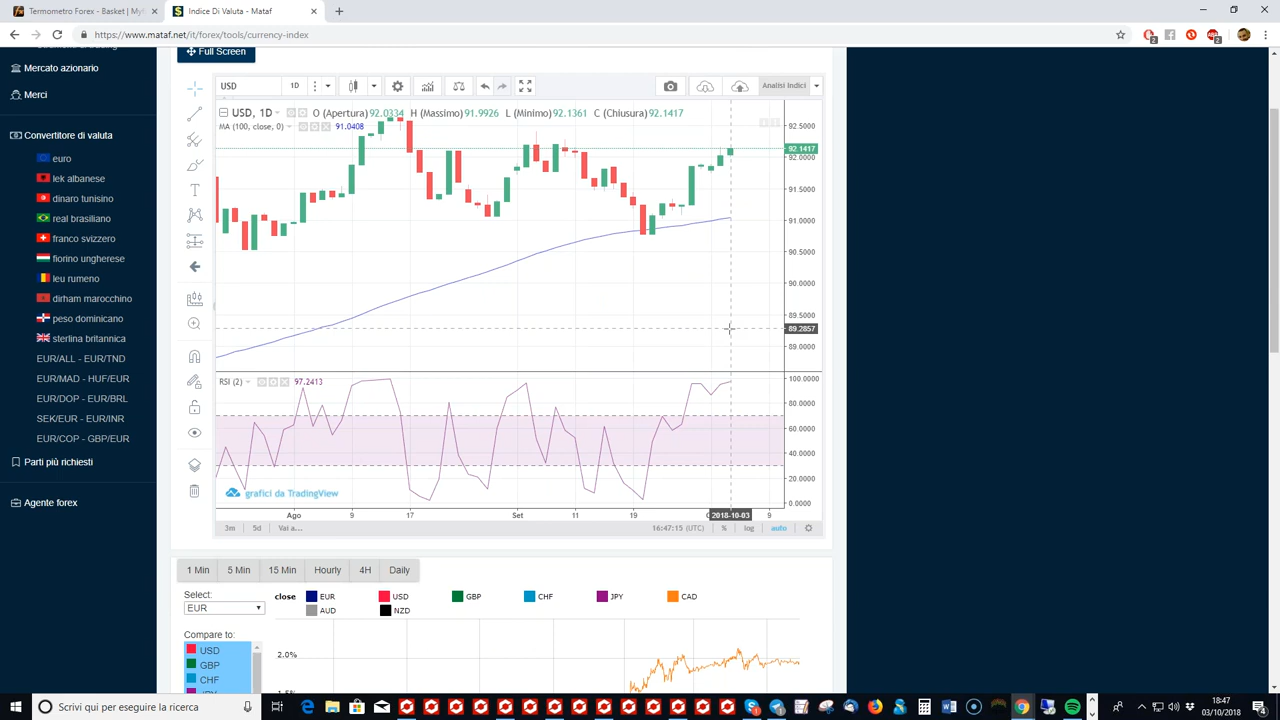 Termometro Forex - Basket | MyF
Indice Di Valuta - Mataf
https://www.mataf.net/it/forex/tools/currency-index
Full Screen
Mercato azionario
Merci
Convertitore di valuta
euro
lek albanese
dinaro tunisino
real brasiliano
franco svizzero
fiorino ungherese
leu rumeno
dirham marocchino
peso dominicano
sterlina britannica
EUR/ALL - EUR/TND
EUR/MAD - HUF/EUR
EUR/DOP - EUR/BRL
SEK/EUR - EUR/INR
EUR/COP - GBP/EUR
Parti più richiesti
Agente forex
USD 1D Analisi Indici
USD, 1D O (Apertura) 92.0334 H (Massimo) 91.9926 L (Minimo) 92.1361 C (Chiusura) 92.1417
MA (100, close, 0) 91.0408
92.5000
92.1417
92.0000
91.5000
91.0000
90.5000
90.0000
89.5000
89.2857
89.0000
RSI (2) 97.2413
100.0000
80.0000
60.0000
40.0000
20.0000
0.0000
grafici da TradingView
Ago 9 17 Set 11 19 2018-10-03 9
3m 5d Vai a... 16:47:15 (UTC) % log auto
1 Min 5 Min 15 Min Hourly 4H Daily
Select:
EUR
Compare to:
USD
GBP
CHF
close EUR USD GBP CHF JPY CAD
AUD NZD
2.0%
Scrivi qui per eseguire la ricerca
18:47
03/10/2018